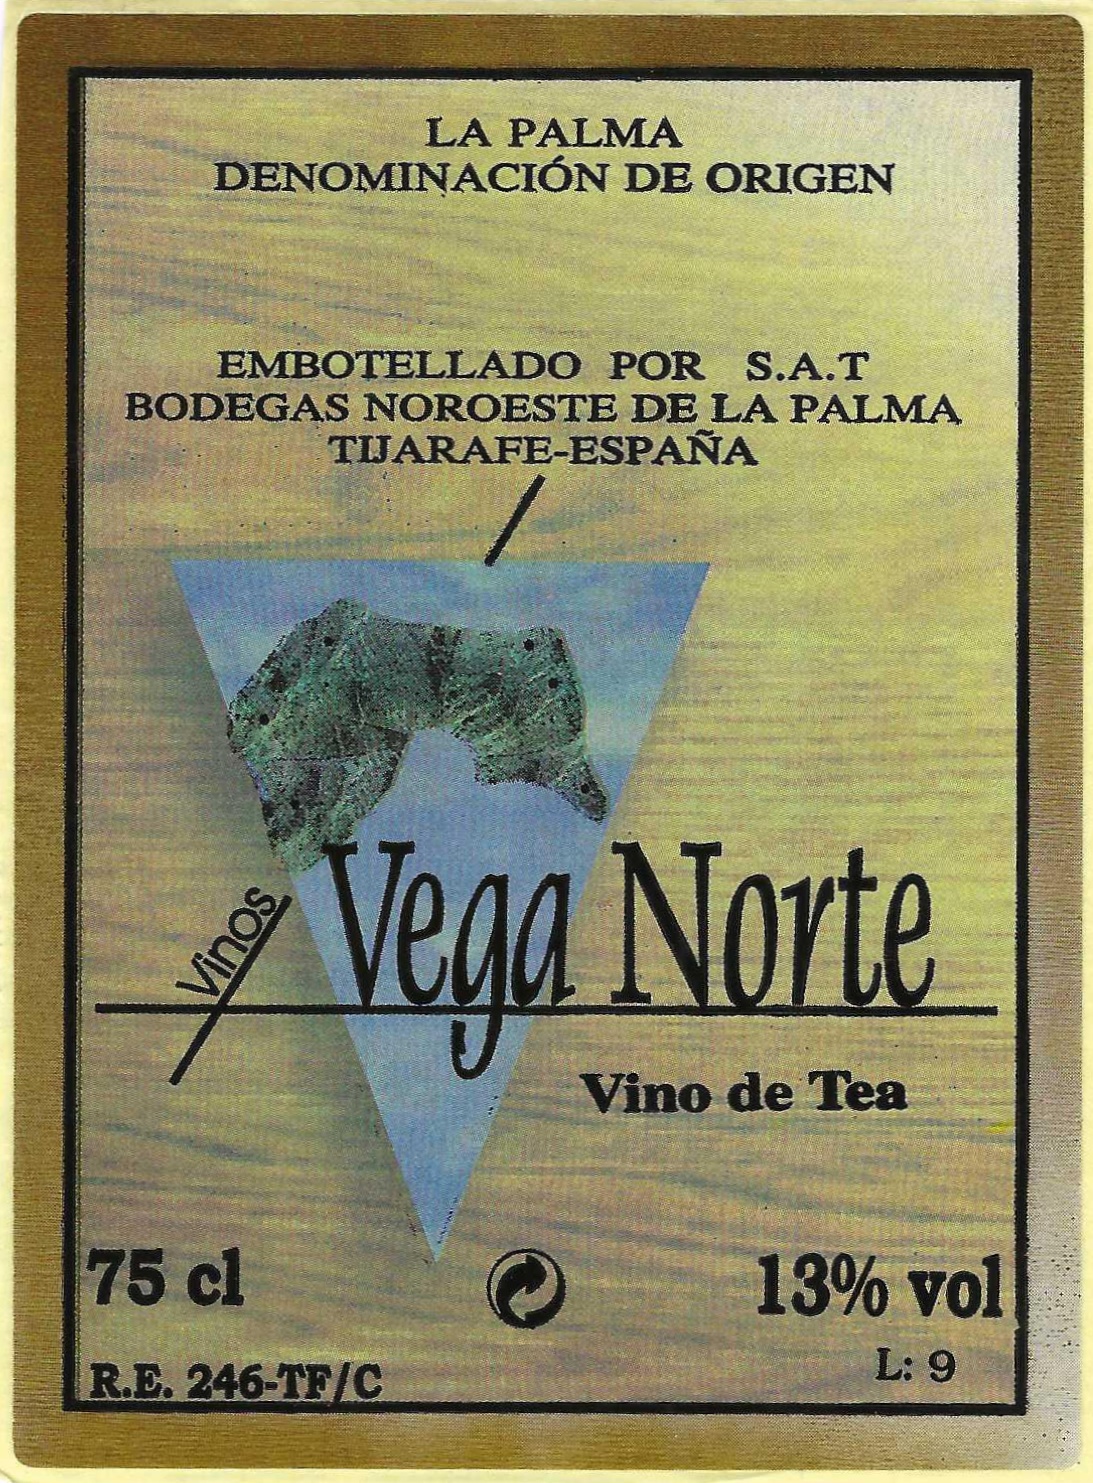 LA PALMA
DENOMINACIÓN DE ORIGEN
EMBOTELLADO POR S.A.T
BODEGAS NOROESTE DE LA PALMA
TIJARAFE-ESPAÑA
Vinos
Vega Norte
Vino de Tea
75 cl
13% vol
L: 9
R.E. 246-TF/C